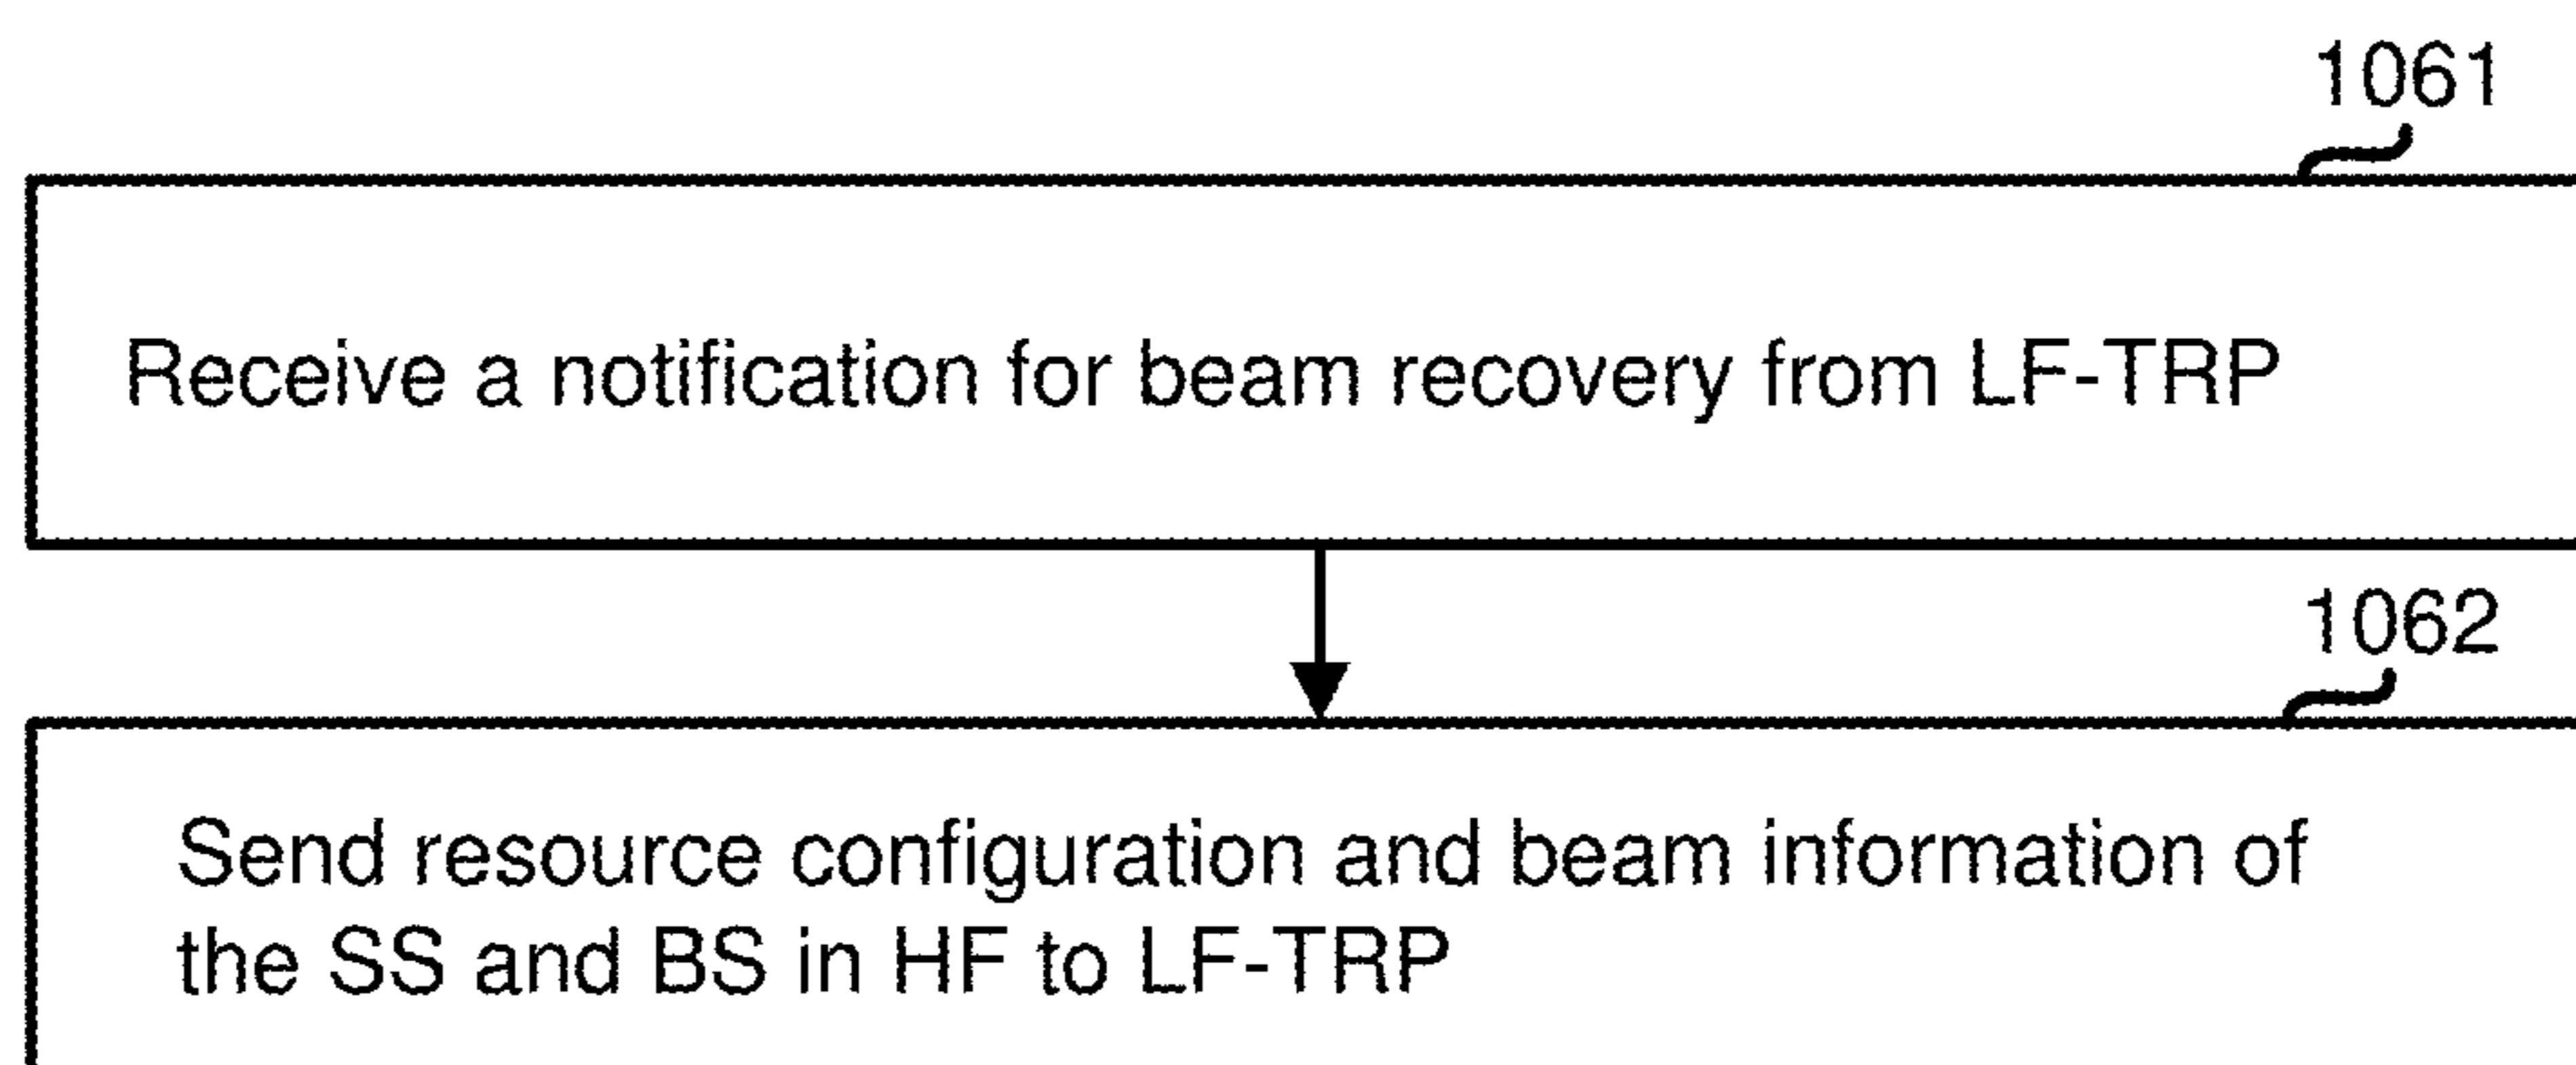 1061
Receive a notification for beam recovery from LF-TRP
1062
Send resource configuration and beam information of
the SS and BS in HF to LF-TRP